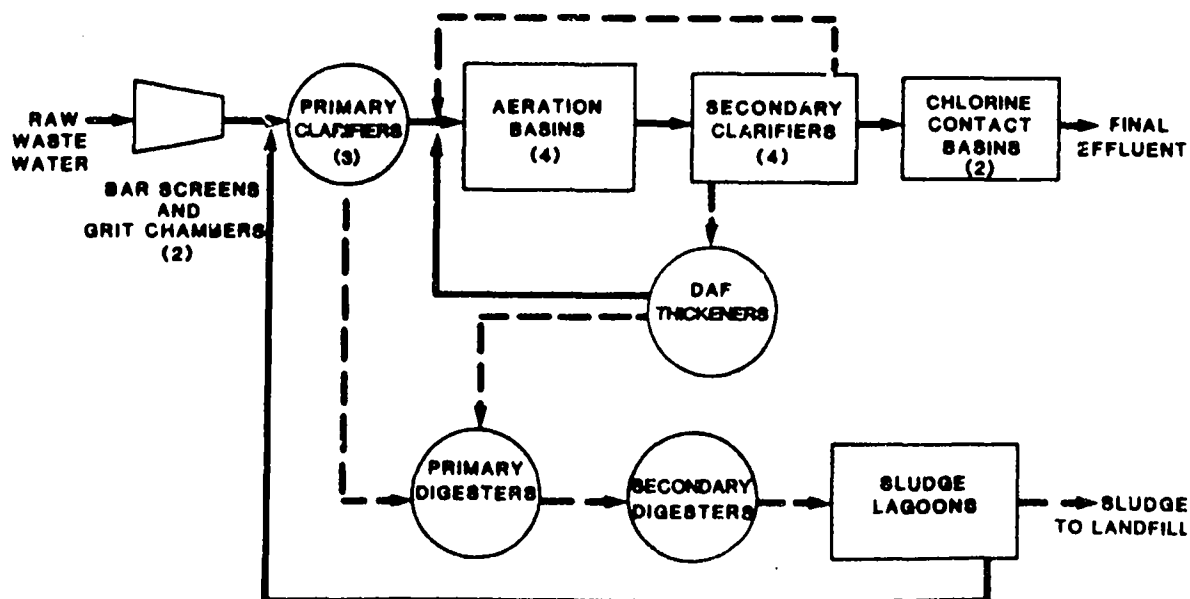 RAW
WASTE
WATER
BAR SCREENS
AND
GRIT CHAMBERS
(2)
PRIMARY
CLARIFIERS
(3)
AERATION
BASINS
(4)
SECONDARY
CLARIFIERS
(4)
CHLORINE
CONTACT
BASINS
(2)
FINAL
EFFLUENT
DAF
THICKENERS
PRIMARY
DIGESTERS
SECONDARY
DIGESTERS
SLUDGE
LAGOONS
SLUDGE
TO LANDFILL